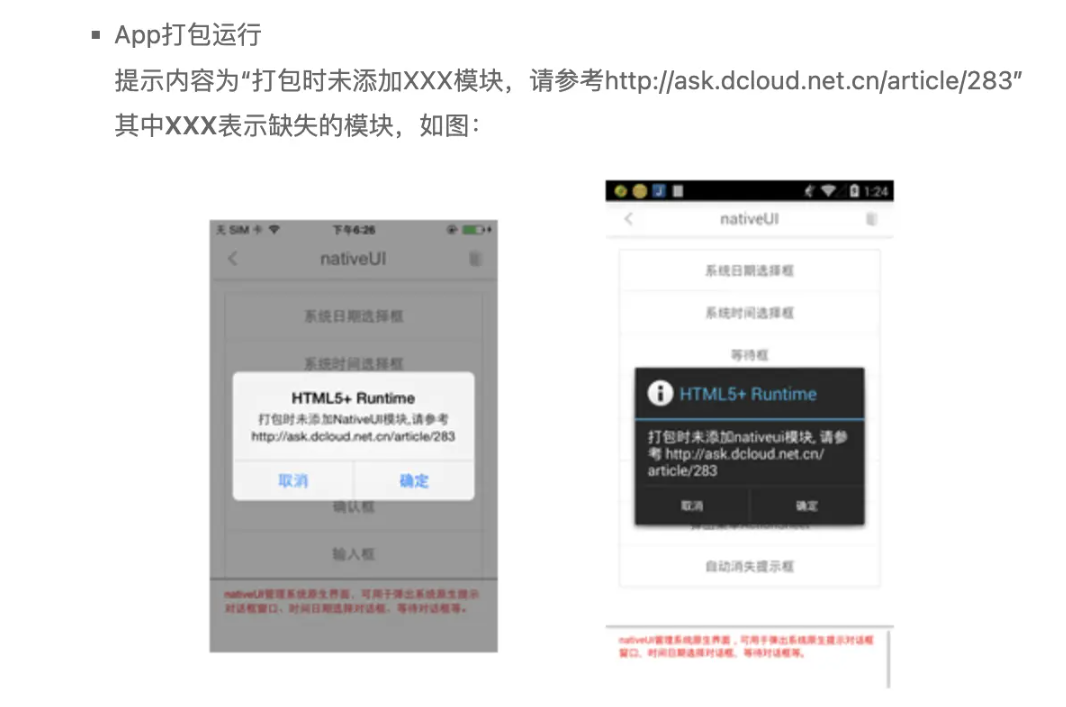 ▪ App打包运行
提示内容为“打包时未添加XXX模块，请参考http://ask.dcloud.net.cn/article/283”
其中XXX表示缺失的模块，如图：
无 SIM 卡 下午6:26
nativeUI
系统日期选择框
系统时间选择框
HTML5+ Runtime
打包时未添加NativeUI模块,请参考
http://ask.dcloud.net.cn/article/283
取消 确定
确认框
输入框
nativeUI管理系统原生界面，可用于弹出系统原生提示
对话框窗口、时间日期选择对话框、等待对话框等。
1:24
nativeUI
系统日期选择框
系统时间选择框
等待框
HTML5+ Runtime
打包时未添加nativeui模块, 请参
考 http://ask.dcloud.net.cn/
article/283
取消 确定
自动消失提示框
nativeUI管理系统原生界面，可用于弹出系统原生提示对话框
窗口、时间日期选择对话框、等待对话框等。